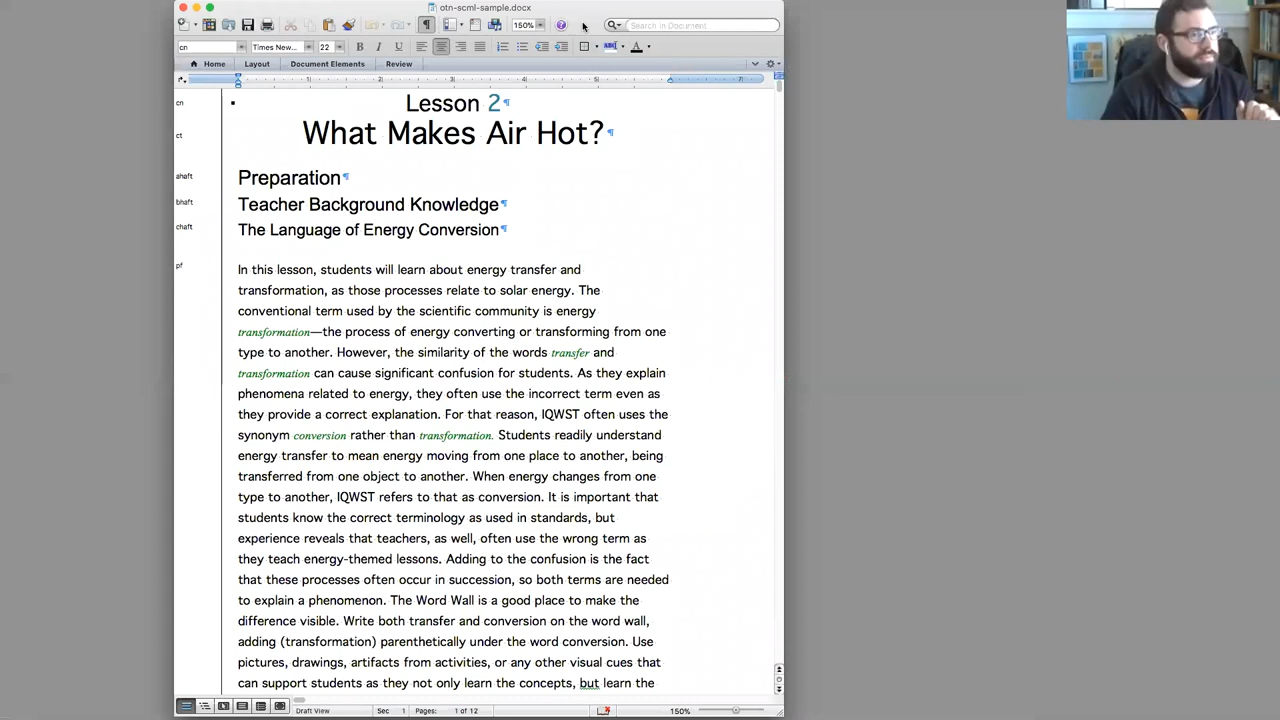 otn-scml-sample.docx
150%
Search in Document
cn
Times New...
22
Home
Layout
Document Elements
Review
cn
Lesson 2¶
ct
What Makes Air Hot?¶
ahaft
Preparation¶
bhaft
Teacher Background Knowledge¶
chaft
The Language of Energy Conversion¶
pf
In this lesson, students will learn about energy transfer and
transformation, as those processes relate to solar energy. The
conventional term used by the scientific community is energy
transformation—the process of energy converting or transforming from one
type to another. However, the similarity of the words transfer and
transformation can cause significant confusion for students. As they explain
phenomena related to energy, they often use the incorrect term even as
they provide a correct explanation. For that reason, IQWST often uses the
synonym conversion rather than transformation. Students readily understand
energy transfer to mean energy moving from one place to another, being
transferred from one object to another. When energy changes from one
type to another, IQWST refers to that as conversion. It is important that
students know the correct terminology as used in standards, but
experience reveals that teachers, as well, often use the wrong term as
they teach energy-themed lessons. Adding to the confusion is the fact
that these processes often occur in succession, so both terms are needed
to explain a phenomenon. The Word Wall is a good place to make the
difference visible. Write both transfer and conversion on the word wall,
adding (transformation) parenthetically under the word conversion. Use
pictures, drawings, artifacts from activities, or any other visual cues that
can support students as they not only learn the concepts, but learn the
Draft View
Sec 1
Pages: 1 of 12
150%